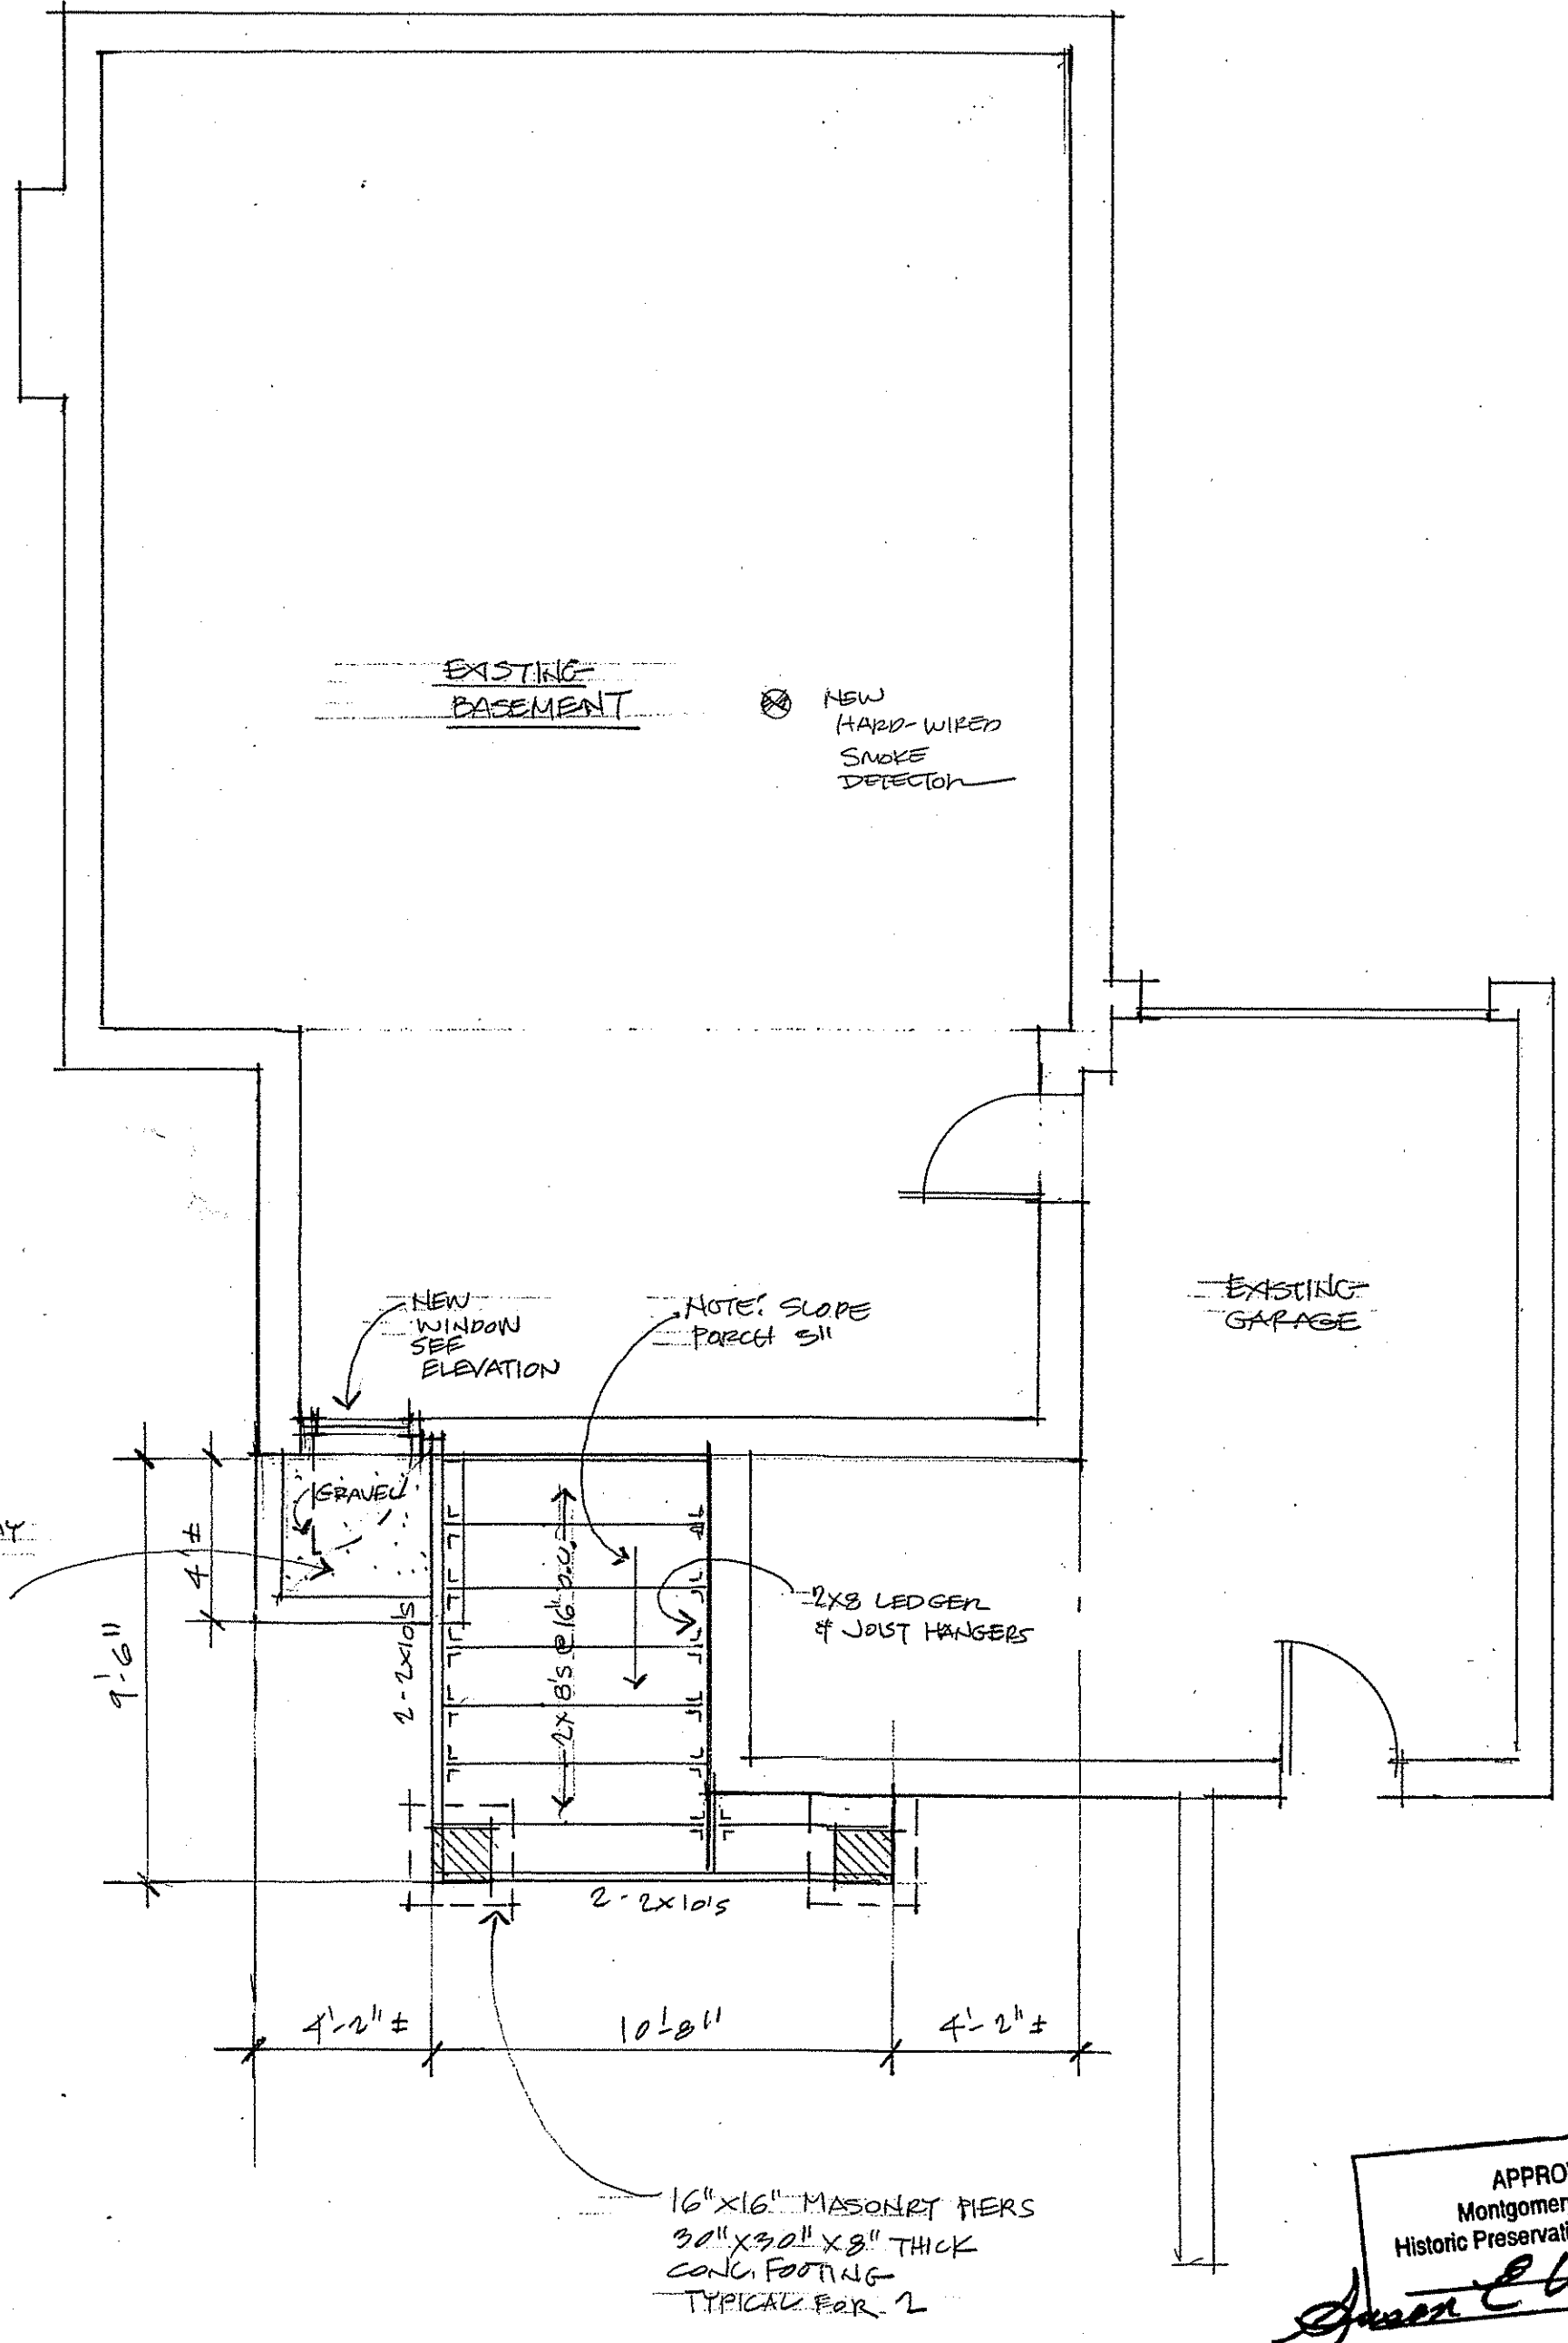 EXISTING
BASEMENT
NEW
HARD-WIRED
SMOKE
DETECTOR
EXISTING
GARAGE
NEW
WINDOW
SEE
ELEVATION
NOTE: SLOPE
PORCH 3"
GRAVEL
4'±
9'-6"
2-2x10's
2x8's @ 16" O.C.
2x8 LEDGER
& JOIST HANGERS
2-2x10's
4'-2"±
10'-8"
4'-2"±
16"x16" MASONRY PIERS
30"x30"x8" THICK
CONC. FOOTING
TYPICAL FOR 2
APPRO
Montgomer
Historic Preservati
Susan E